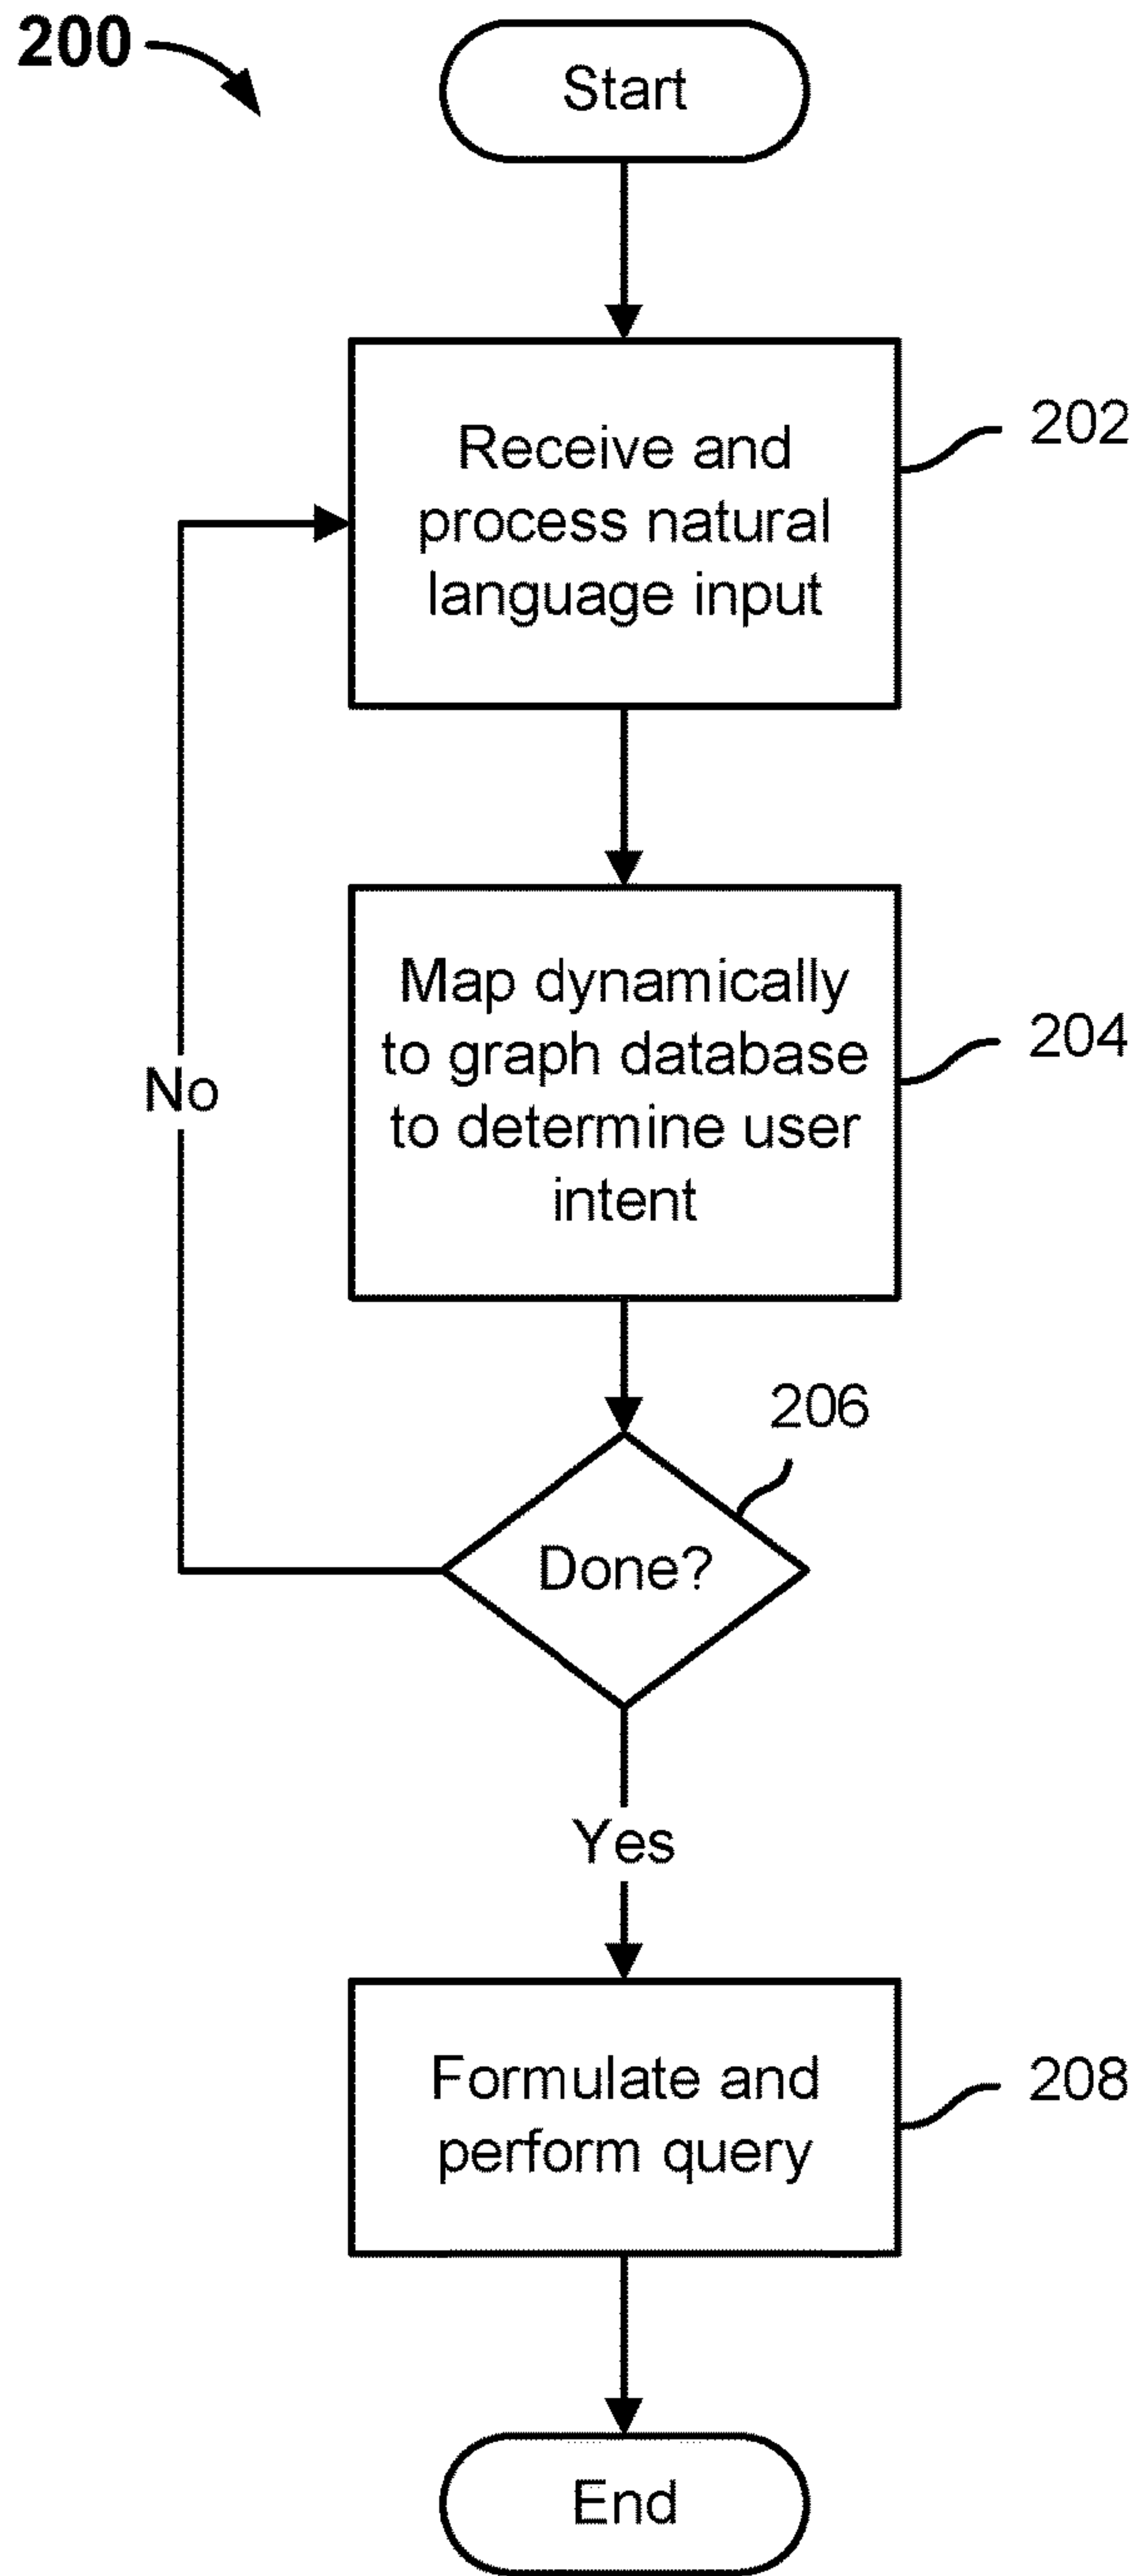 200
Start
Receive and
process natural
language input
202
Map dynamically
to graph database
to determine user
intent
204
No
206
Done?
Yes
Formulate and
perform query
208
End